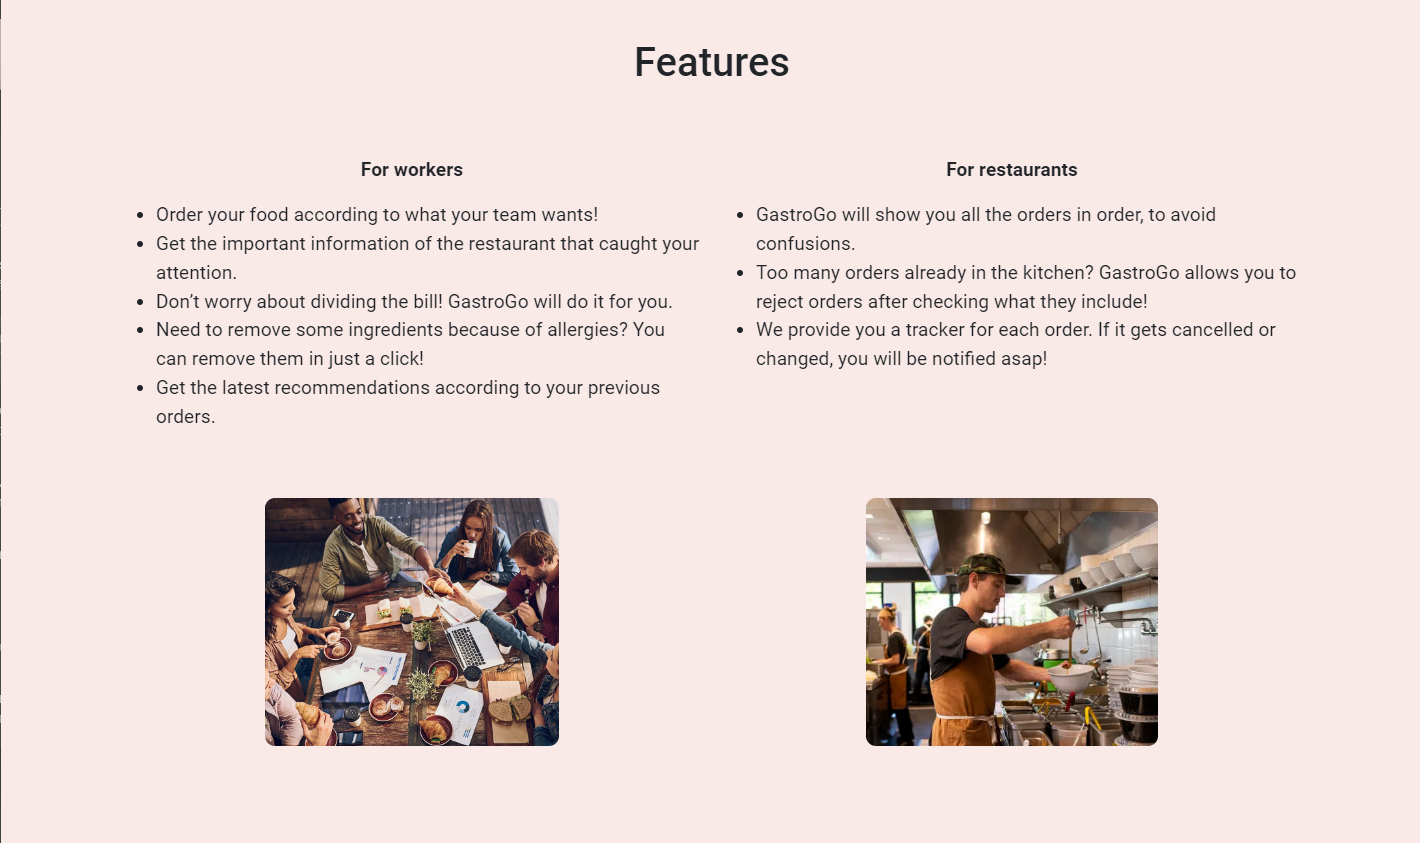 Features
For workers
Order your food according to what your team wants!
Get the important information of the restaurant that caught your
attention.
Don’t worry about dividing the bill! GastroGo will do it for you.
Need to remove some ingredients because of allergies? You
can remove them in just a click!
Get the latest recommendations according to your previous
orders.
For restaurants
GastroGo will show you all the orders in order, to avoid
confusions.
Too many orders already in the kitchen? GastroGo allows you to
reject orders after checking what they include!
We provide you a tracker for each order. If it gets cancelled or
changed, you will be notified asap!